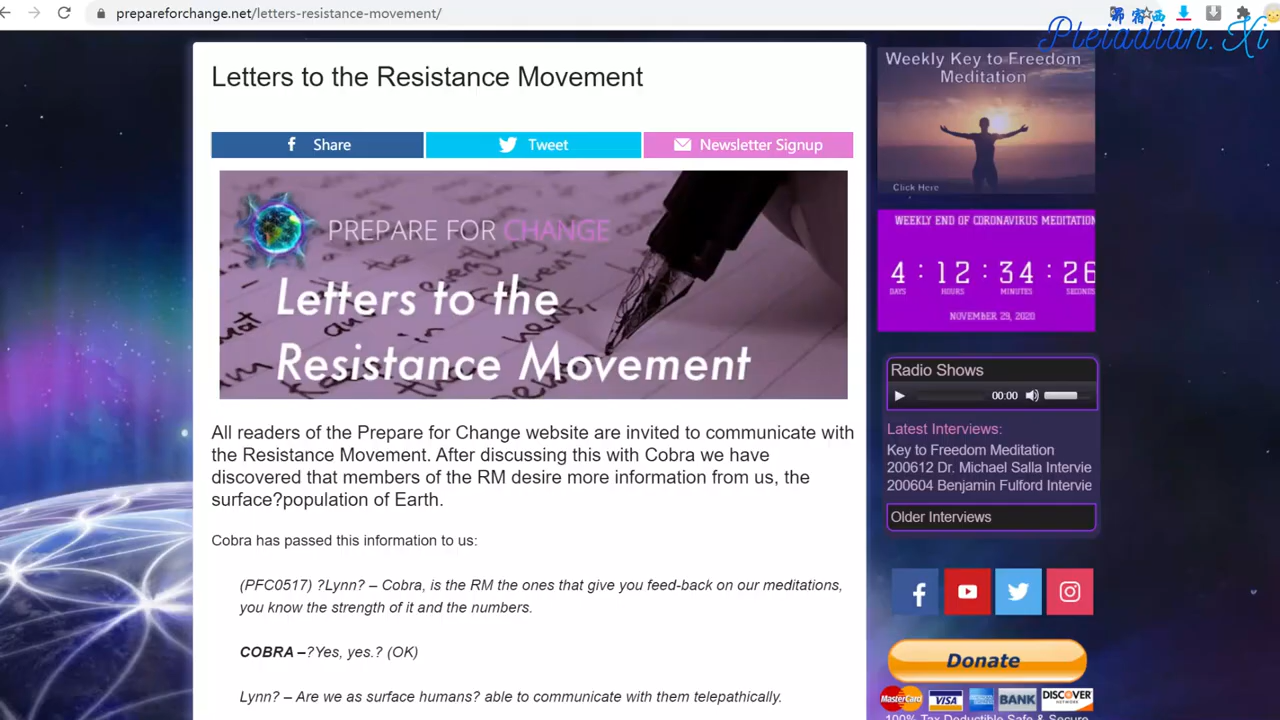 prepareforchange.net/letters-resistance-movement/
Pleiadian.Xi
Letters to the Resistance Movement
Share
Tweet
Newsletter Signup
PREPARE FOR CHANGE
Letters to the
Resistance Movement
All readers of the Prepare for Change website are invited to communicate with
the Resistance Movement. After discussing this with Cobra we have
discovered that members of the RM desire more information from us, the
surface?population of Earth.
Cobra has passed this information to us:
(PFC0517) ?Lynn? – Cobra, is the RM the ones that give you feed-back on our meditations,
you know the strength of it and the numbers.
COBRA –?Yes, yes.? (OK)
Lynn? – Are we as surface humans? able to communicate with them telepathically.
Weekly Key to Freedom
Meditation
Click Here
WEEKLY END OF CORONAVIRUS MEDITATION
4 : 12 : 34 : 26
DAYS HOURS MINUTES SECONDS
NOVEMBER 29, 2020
Radio Shows
00:00
Latest Interviews:
Key to Freedom Meditation
200612 Dr. Michael Salla Intervie
200604 Benjamin Fulford Intervie
Older Interviews
Donate
MasterCard VISA BANK DISCOVER
100% Tax Deductible Safe & Secure